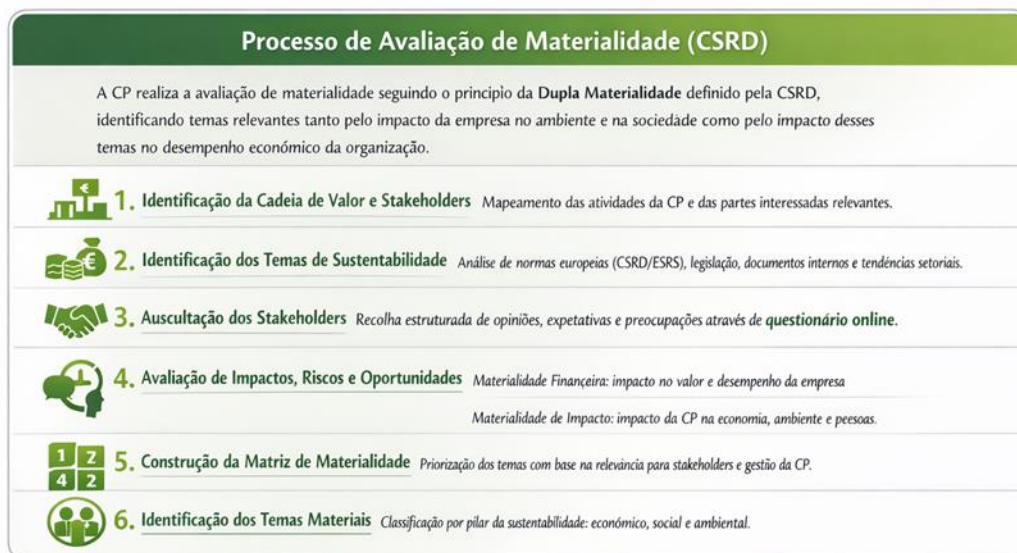 Processo de Avaliação de Materialidade (CSRD)
A CP realiza a avaliação de materialidade seguindo o principio da Dupla Materialidade definido pela CSRD,
identificando temas relevantes tanto pelo impacto da empresa no ambiente e na sociedade como pelo impacto desses
temas no desempenho económico da organização.
€
1. Identificação da Cadeia de Valor e Stakeholders Mapeamento das atividades da CP e das partes interessadas relevantes.
€
2. Identificação dos Temas de Sustentabilidade Análise de normas europeias (CSRD/ESRS), legislação, documentos internos e tendências setoriais.
3. Auscultação dos Stakeholders Recolha estruturada de opiniões, expetativas e preocupações através de questionário online.
4. Avaliação de Impactos, Riscos e Oportunidades Materialidade Finançeira: impacto no valor e desempenho da empresa
Materialidade de Impacto: impacto da CP na economia, ambiente e peesoas.
1 2
4 2
5. Construção da Matriz de Materialidade Priorização dos temas com base na relevância para stakeholders e gestão da CP.
6. Identificação dos Temas Materiais Classificação por pilar da sustentabilidade: económico, social e ambiental.